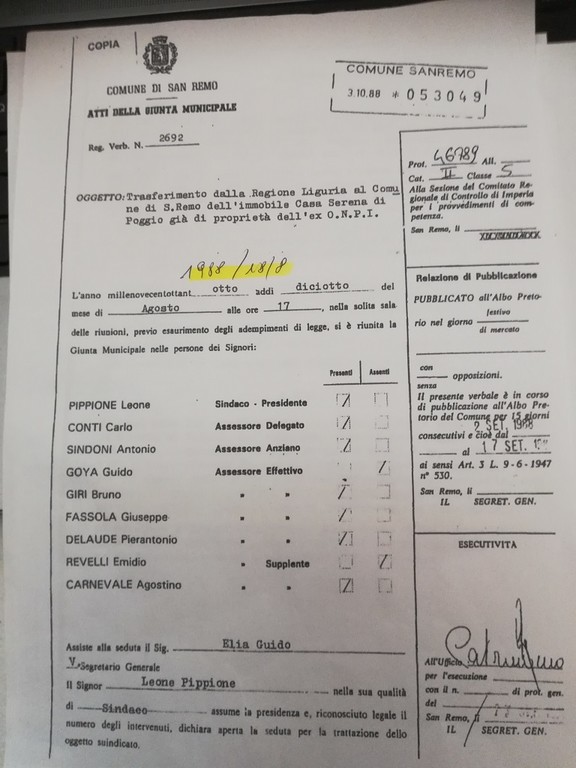 COPIA
COMUNE DI SAN REMO
ATTI DELLA GIUNTA MUNICIPALE
Reg. Verb. N. 2692
COMUNE SANREMO
3.10.88 * 053049
OGGETTO: Trasferimento dalla Regione Liguria al Comu
ne di S.Remo dell'immobile Casa Serena di
Poggio già di proprietà dell'ex O.N.P.I.
1988/18/8
L'anno millenovecentottant otto addì diciotto del
mese di Agosto alle ore 17, nella solita sala
delle riunioni, previo esaurimento degli adempimenti di legge, si è riunita la
Giunta Municipale nelle persone dei Signori:
Presenti Assenti
PIPPIONE Leone Sindaco - Presidente
CONTI Carlo Assessore Delegato
SINDONI Antonio Assessore Anziano
GOYA Guido Assessore Effettivo
GIRI Bruno " "
FASSOLA Giuseppe " "
DELAUDE Pierantonio " "
REVELLI Emidio " Supplente
CARNEVALE Agostino " "
Assiste alla seduta il Sig. Elia Guido
V. Segretario Generale
Il Signor Leone Pippione nella sua qualità
di Sindaco assume la presidenza e, riconosciuto legale il
numero degli intervenuti, dichiara aperta la seduta per la trattazione dello
oggetto suindicato.
Prot. 46789 All.
Cat. II Classe 5
Alla Sezione del Comitato Re-
gionale di Controllo di Imperia
per i provvedimenti di com-
petenza.
San Remo, li
Relazione di Pubblicazione
PUBBLICATO all'Albo Preto-
rio nel giorno festivo
di mercato
con
senza opposizioni.
Il presente verbale è in corso
di pubblicazione all'Albo Pre-
torio del Comune per 15 giorni
consecutivi e cioè dal 2 SET. 1988
al 17 SET.
ai sensi Art. 3 L. 9-6-1947
n° 530.
San Remo, li
IL SEGRET. GEN.
ESECUTIVITÀ
All'Ufficio
per l'esecuzione
con il n. di prot. gen.
del
San Remo, li
IL SEGRET. GEN.